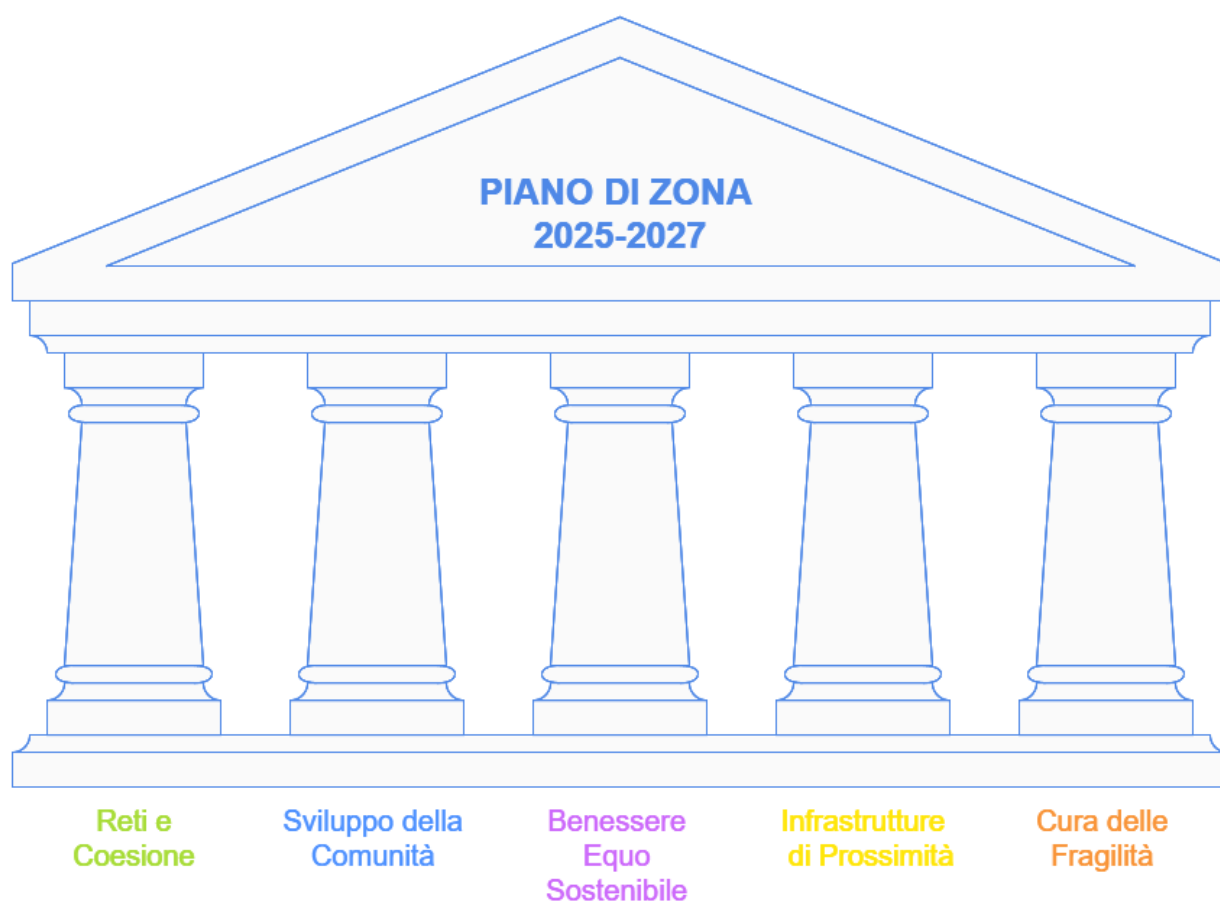 PIANO DI ZONA
2025-2027
Reti e
Coesione
Sviluppo della
Comunità
Benessere
Equo
Sostenibile
Infrastrutture
di Prossimità
Cura delle
Fragilità